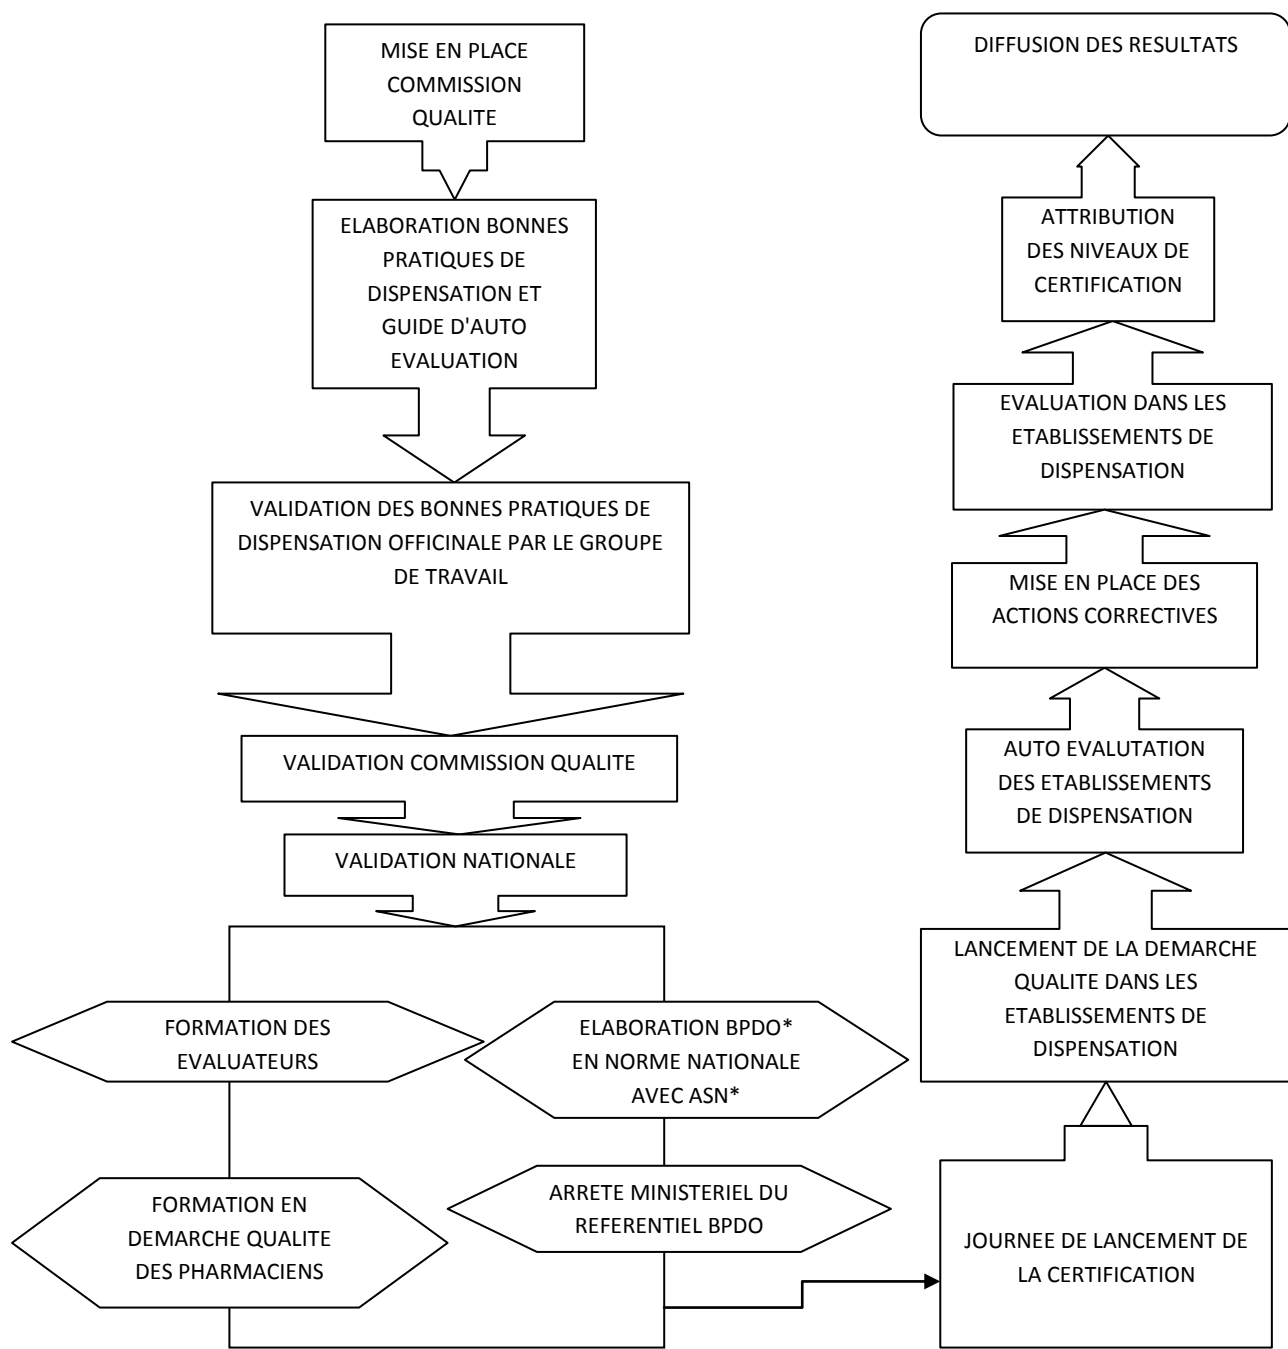 MISE EN PLACE
COMMISSION
QUALITE
ELABORATION BONNES
PRATIQUES DE
DISPENSATION ET
GUIDE D'AUTO
EVALUATION
VALIDATION DES BONNES PRATIQUES DE
DISPENSATION OFFICINALE PAR LE GROUPE
DE TRAVAIL
VALIDATION COMMISSION QUALITE
VALIDATION NATIONALE
FORMATION DES
EVALUATEURS
ELABORATION BPDO*
EN NORME NATIONALE
AVEC ASN*
FORMATION EN
DEMARCHE QUALITE
DES PHARMACIENS
ARRETE MINISTERIEL DU
REFERENTIEL BPDO
JOURNEE DE LANCEMENT DE
LA CERTIFICATION
LANCEMENT DE LA DEMARCHE
QUALITE DANS LES
ETABLISSEMENTS DE
DISPENSATION
AUTO EVALUTATION
DES ETABLISSEMENTS
DE DISPENSATION
MISE EN PLACE DES
ACTIONS CORRECTIVES
EVALUATION DANS LES
ETABLISSEMENTS DE
DISPENSATION
ATTRIBUTION
DES NIVEAUX DE
CERTIFICATION
DIFFUSION DES RESULTATS